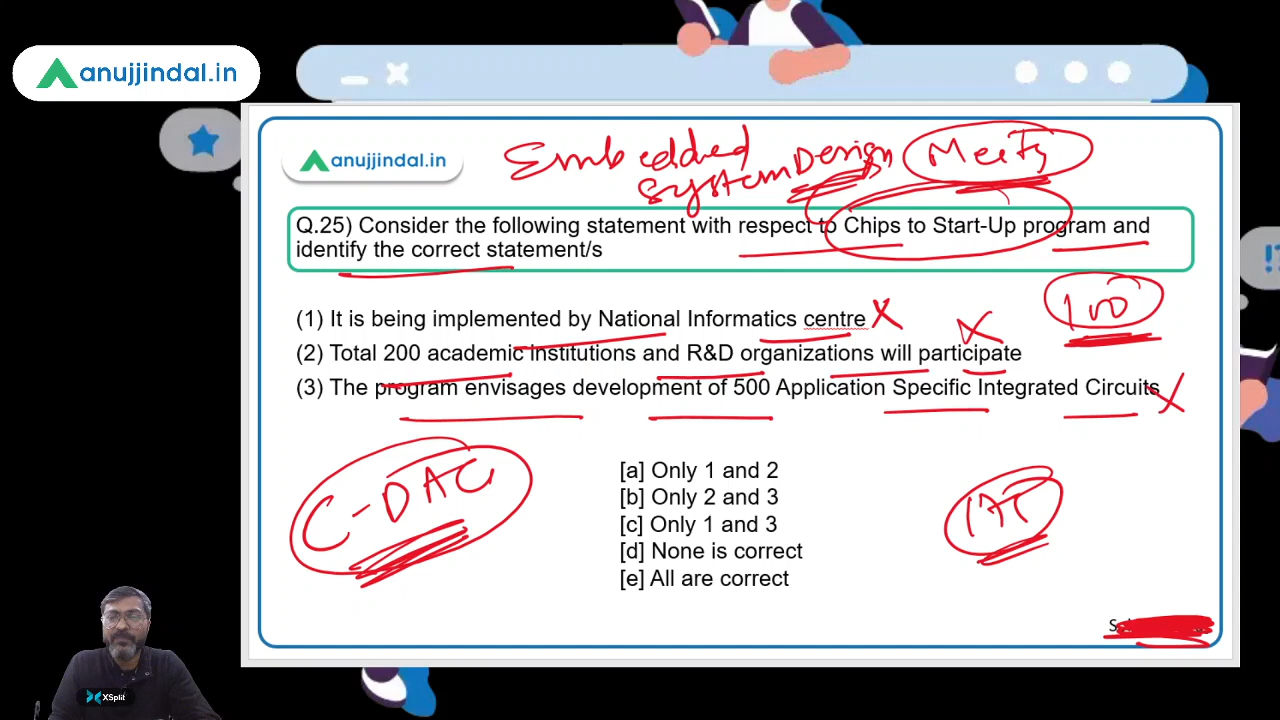 anujjindal.in
anujjindal.in
Embedded
System Design
Meety
Q.25) Consider the following statement with respect to Chips to Start-Up program and
identify the correct statement/s
100
(1) It is being implemented by National Informatics centre
(2) Total 200 academic institutions and R&D organizations will participate
(3) The program envisages development of 500 Application Specific Integrated Circuits
C-DAC
[a] Only 1 and 2
[b] Only 2 and 3
[c] Only 1 and 3
[d] None is correct
[e] All are correct
XSplit